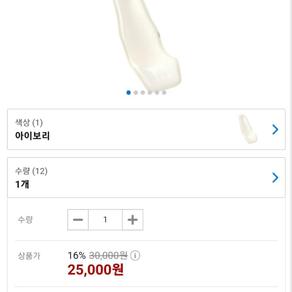 색상 (1)
아이보리
수량 (12)
1개
수량
1
상품가
16% 30,000원
25,000원